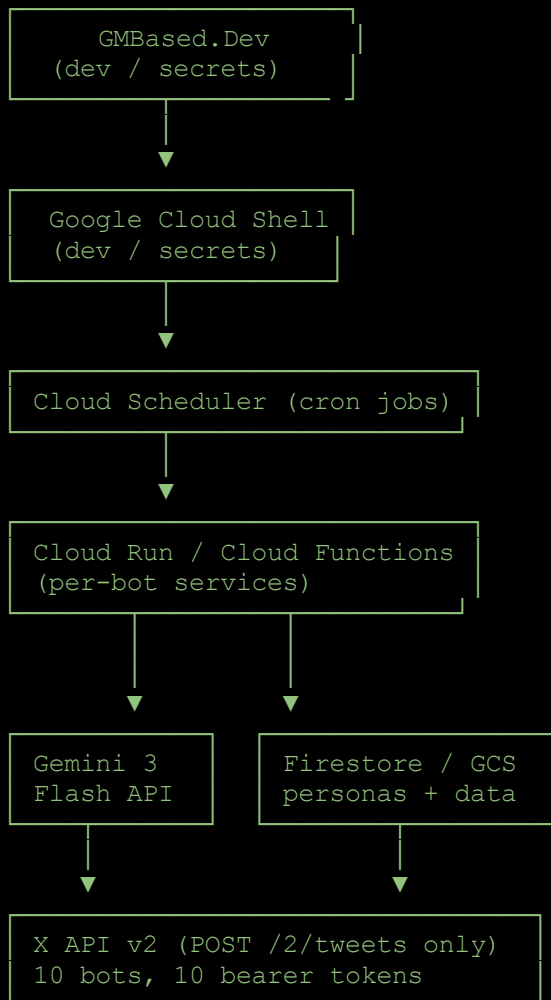 GMBased.Dev
(dev / secrets)
Google Cloud Shell
(dev / secrets)
Cloud Scheduler (cron jobs)
Cloud Run / Cloud Functions
(per-bot services)
Gemini 3
Flash API
Firestore / GCS
personas + data
X API v2 (POST /2/tweets only)
10 bots, 10 bearer tokens